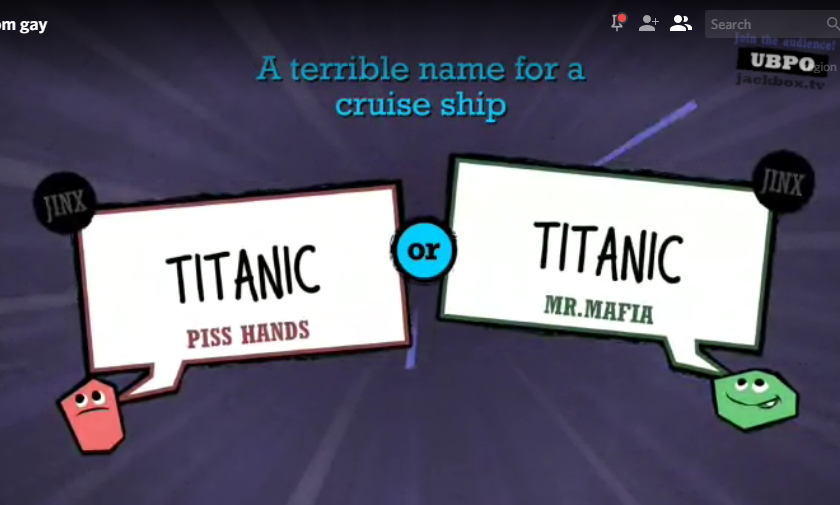 om gay
Search
A terrible name for a
cruise ship
Join the audience!
UBPO
gion
jackbox.tv
JINX
TITANIC
PISS HANDS
or
JINX
TITANIC
MR.MAFIA